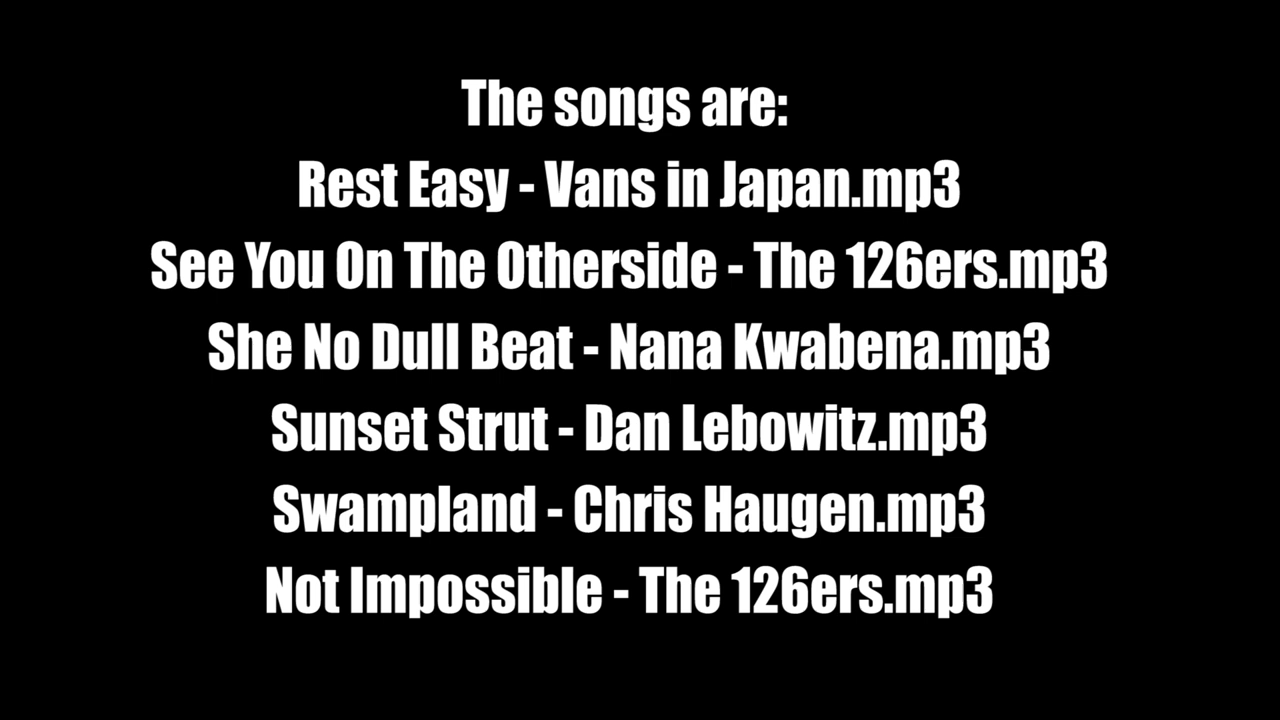 The songs are:
Rest Easy - Vans in Japan.mp3
See You On The Otherside - The 126ers.mp3
She No Dull Beat - Nana Kwabena.mp3
Sunset Strut - Dan Lebowitz.mp3
Swampland - Chris Haugen.mp3
Not Impossible - The 126ers.mp3